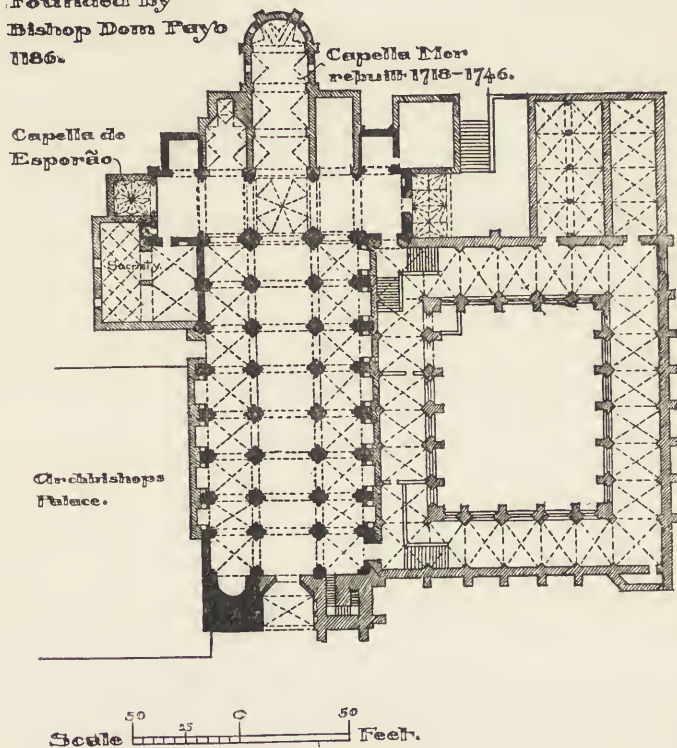 Founded by
Bishop Dom Payo
1186.
Capella Mor
rebuilt 1718-1746.
Capella do
Esporão
Sacristy
Archbishops
Palace.
50 25 0 50
Scale Feet.